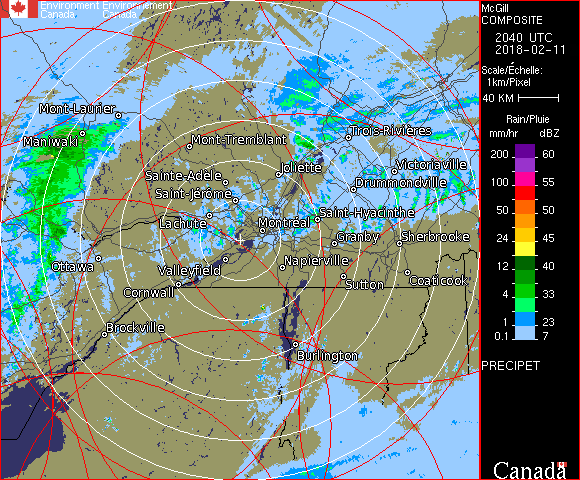 Environment Environnement
Canada Canada
McGill
COMPOSITE
2040 UTC
2018-02-11
Scale/Échelle:
1km/Pixel
40 KM
Rain/Pluie
mm/hr dBZ
200 60
100 55
50 50
24 45
12 40
4 33
1 23
0.1 7
PRECIPET
Canada
Mont-Laurier
Maniwaki
Mont-Tremblant
Trois-Rivières
Sainte-Adèle
Joliette
Victoriaville
Saint-Jérôme
Drummondville
Lachute
Montréal
Saint-Hyacinthe
Granby
Sherbrooke
Ottawa
Valleyfield
Napierville
Cornwall
Sutton
Coaticook
Brockville
Burlington